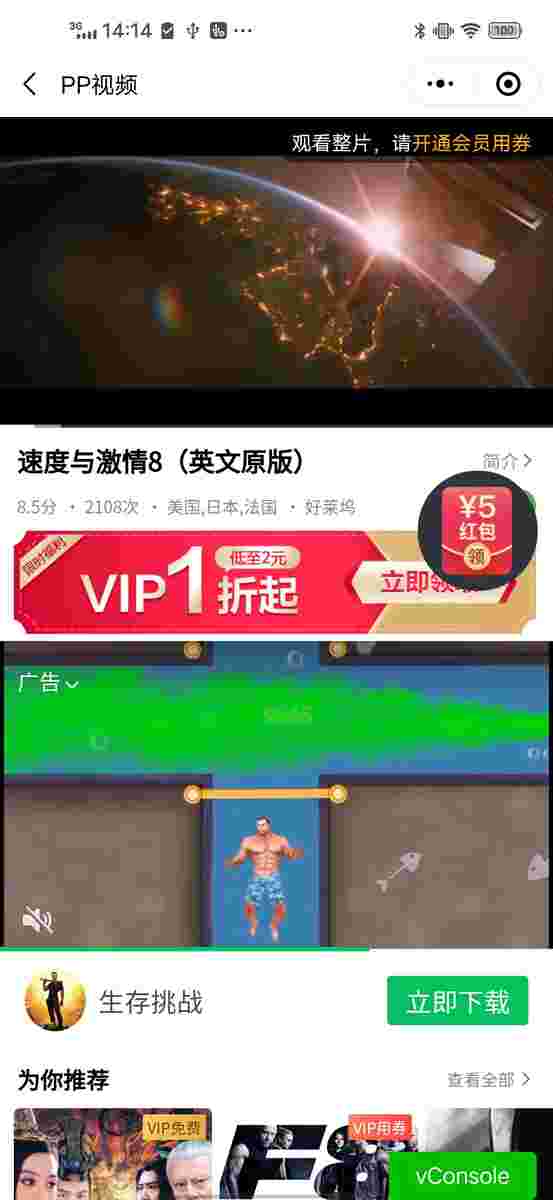 3G 14:14 ···
100
PP视频
观看整片，请开通会员用券
速度与激情8（英文原版）
简介
8.5分 · 2108次 · 美国,日本,法国 · 好莱坞
¥5
红包
领
限时福利
VIP1折起
低至2元
立即领
广告
生存挑战
立即下载
为你推荐
查看全部
VIP免费
VIP用券
F8
vConsole